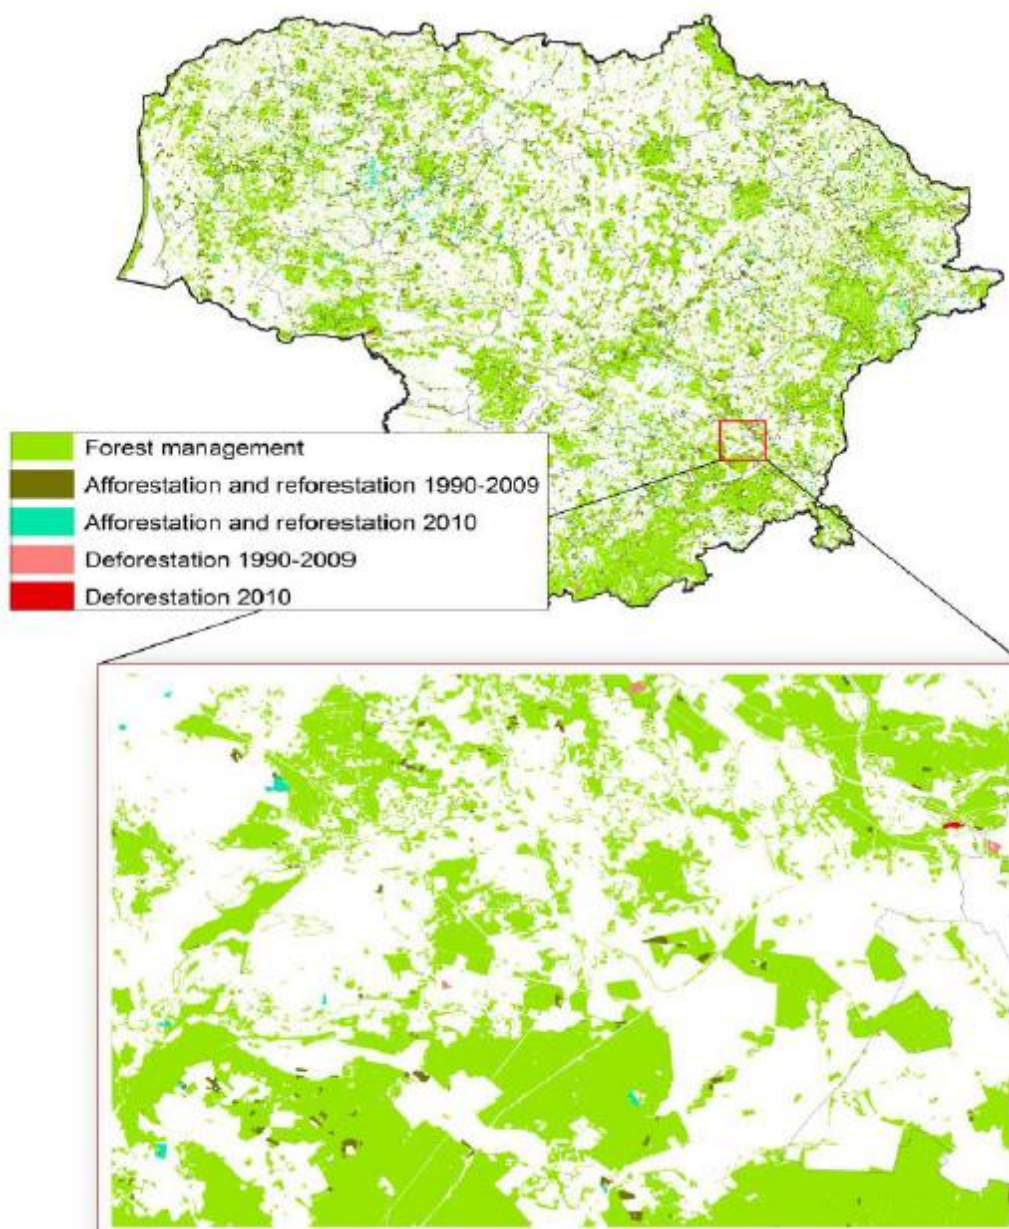 Forest management
Afforestation and reforestation 1990-2009
Afforestation and reforestation 2010
Deforestation 1990-2009
Deforestation 2010